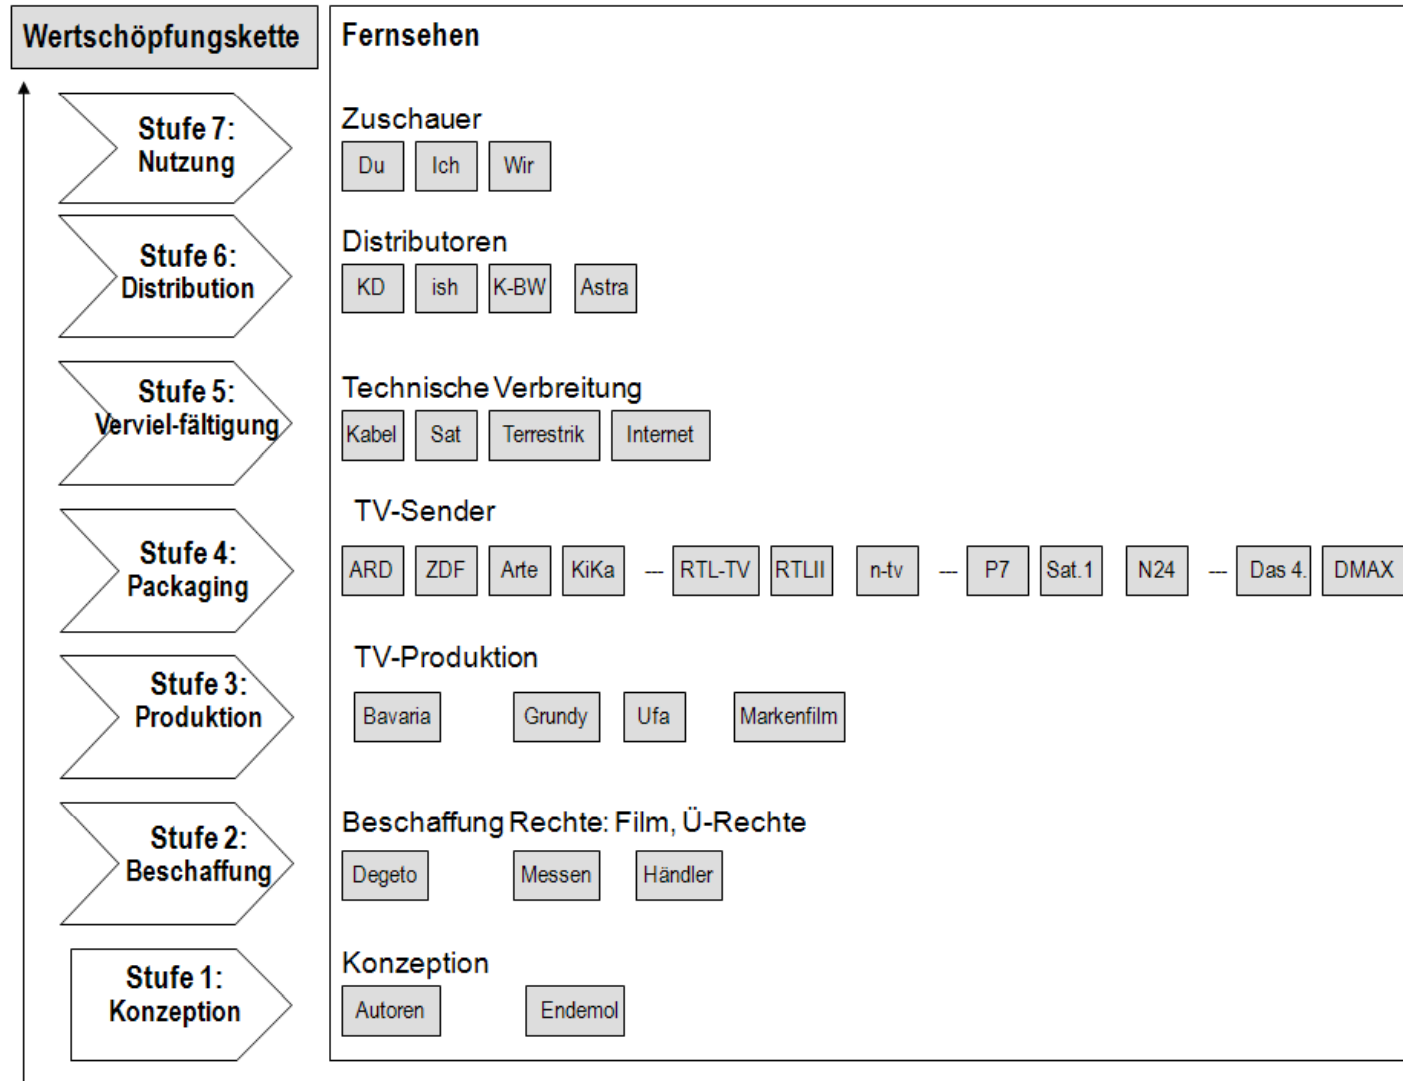 Wertschöpfungskette
Fernsehen
Stufe 7:
Nutzung
Zuschauer
Du Ich Wir
Stufe 6:
Distribution
Distributoren
KD ish K-BW Astra
Stufe 5:
Verviel-fältigung
Technische Verbreitung
Kabel Sat Terrestrik Internet
Stufe 4:
Packaging
TV-Sender
ARD ZDF Arte KiKa --- RTL-TV RTLII n-tv --- P7 Sat.1 N24 --- Das 4. DMAX
Stufe 3:
Produktion
TV-Produktion
Bavaria Grundy Ufa Markenfilm
Stufe 2:
Beschaffung
Beschaffung Rechte: Film, Ü-Rechte
Degeto Messen Händler
Stufe 1:
Konzeption
Konzeption
Autoren Endemol